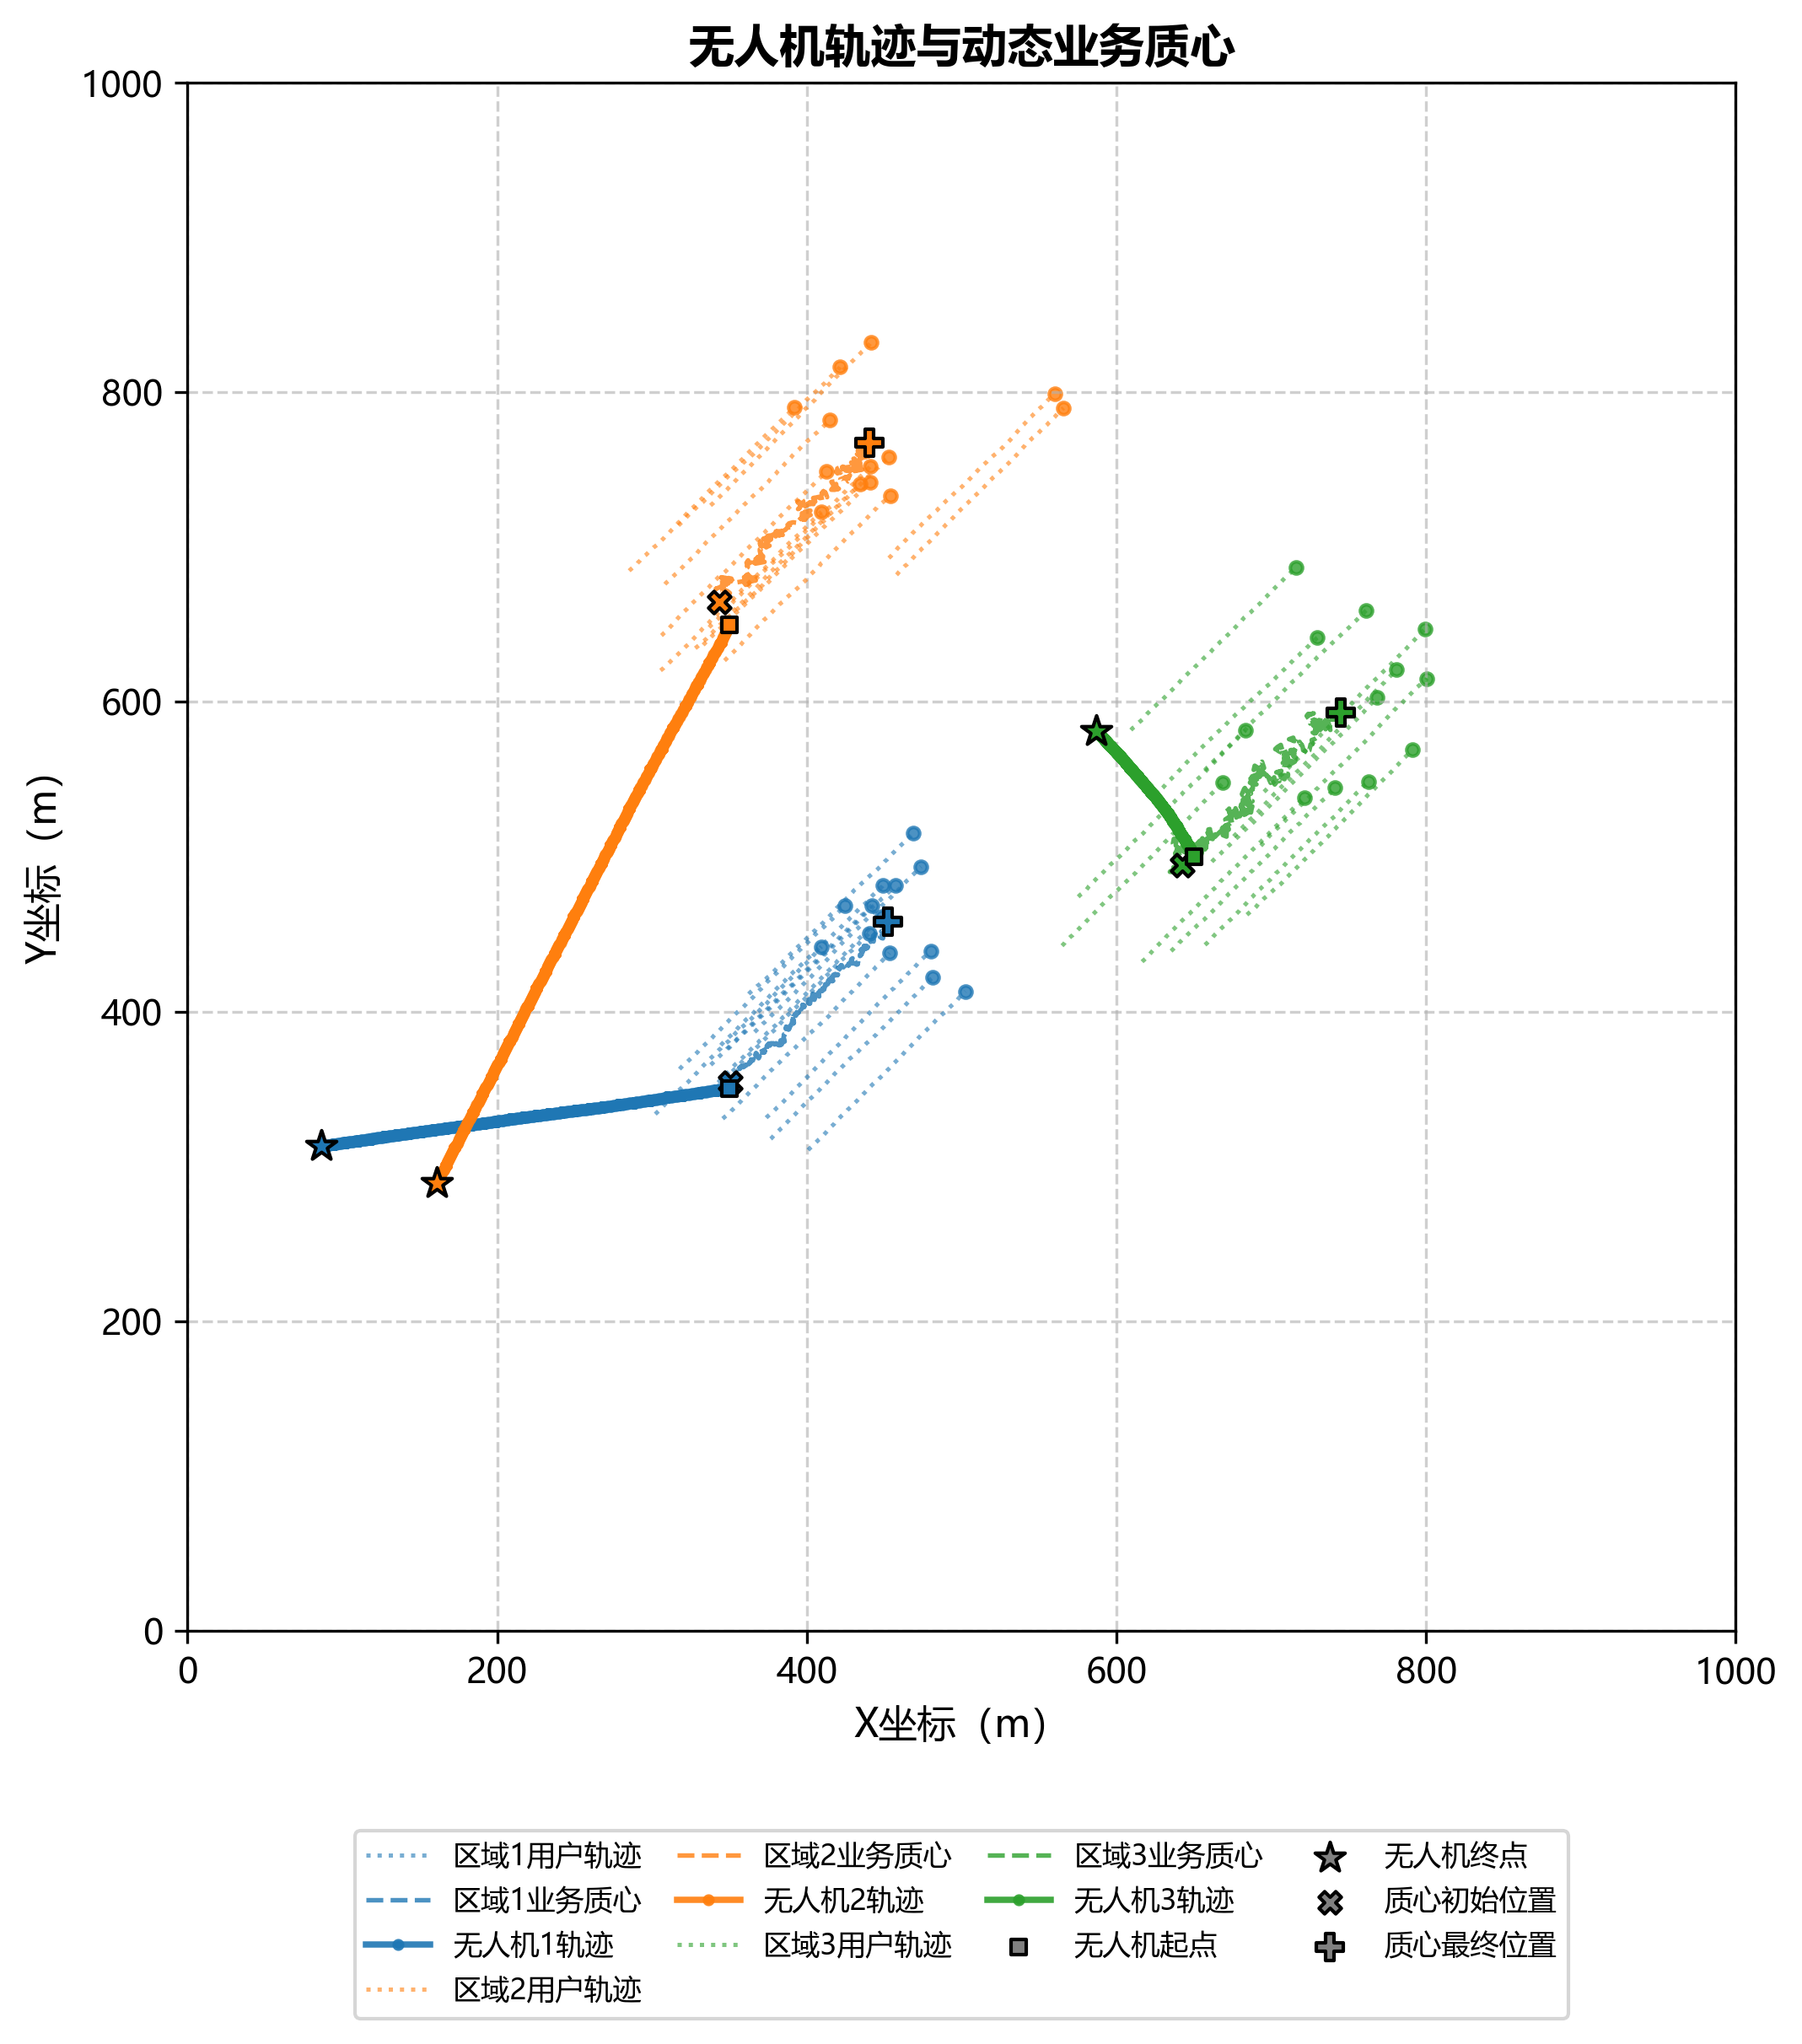 无人机轨迹与动态业务质心
1000
800
600
400
200
0
Y坐标（m）
0 200 400 600 800 1000
X坐标（m）
区域1用户轨迹 区域2业务质心 区域3业务质心 无人机终点
区域1业务质心 无人机2轨迹 无人机3轨迹 质心初始位置
无人机1轨迹 区域3用户轨迹 无人机起点 质心最终位置
区域2用户轨迹